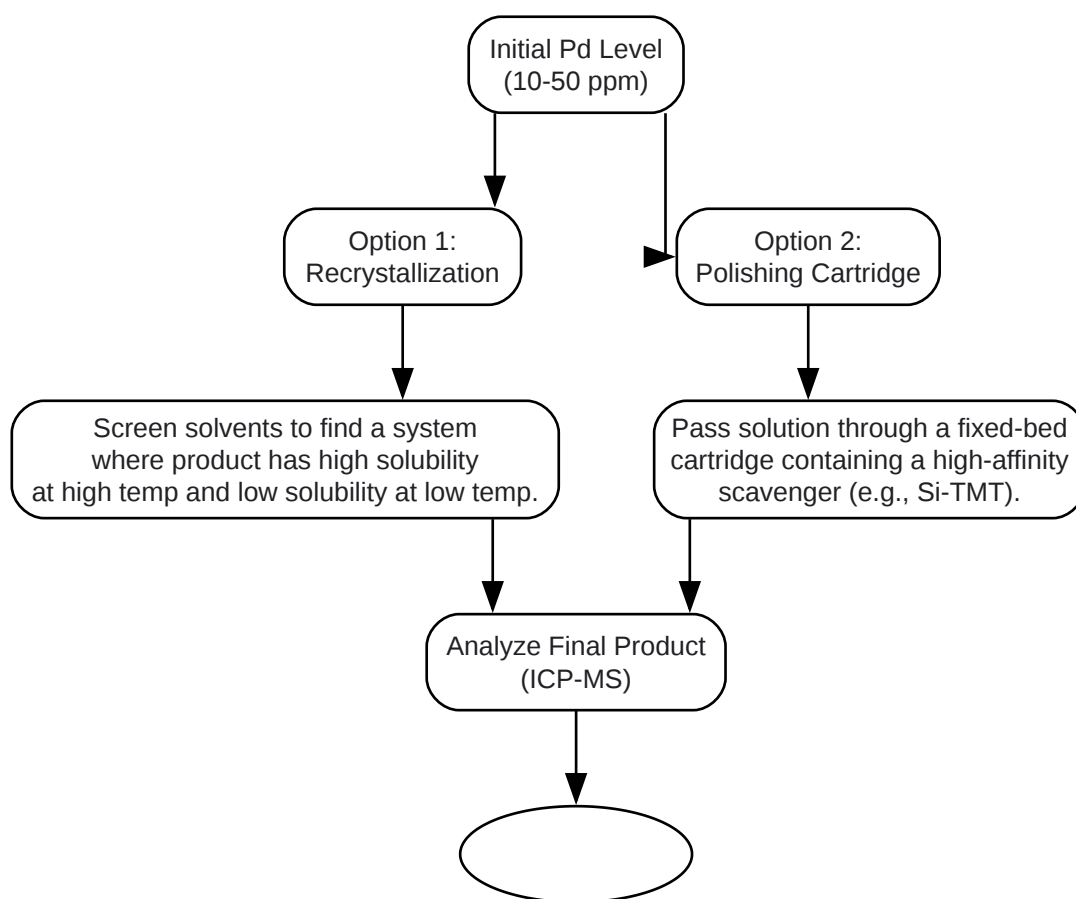 Initial Pd Level
(10-50 ppm)
Option 1:
Recrystallization
Option 2:
Polishing Cartridge
Screen solvents to find a system
where product has high solubility
at high temp and low solubility at low temp.
Pass solution through a fixed-bed
cartridge containing a high-affinity
scavenger (e.g., Si-TMT).
Analyze Final Product
(ICP-MS)